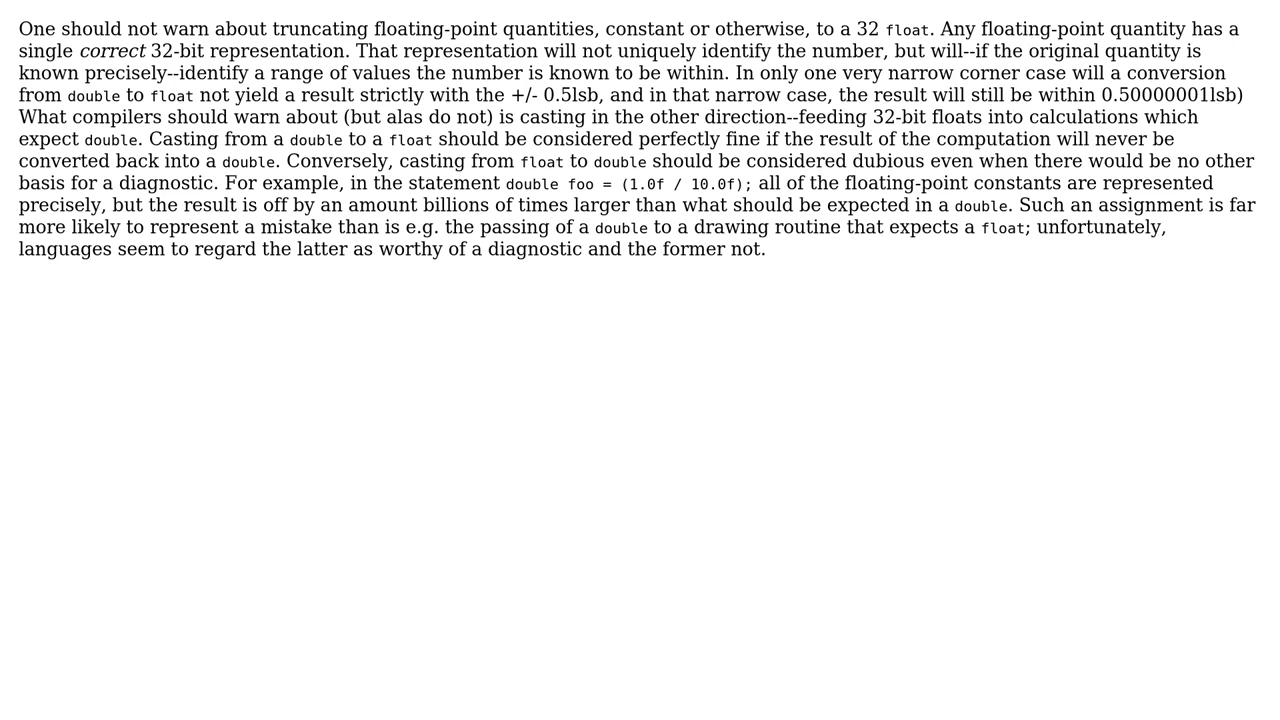 One should not warn about truncating floating-point quantities, constant or otherwise, to a 32 float. Any floating-point quantity has a
single correct 32-bit representation. That representation will not uniquely identify the number, but will--if the original quantity is
known precisely--identify a range of values the number is known to be within. In only one very narrow corner case will a conversion
from double to float not yield a result strictly with the +/- 0.5lsb, and in that narrow case, the result will still be within 0.50000001lsb)
What compilers should warn about (but alas do not) is casting in the other direction--feeding 32-bit floats into calculations which
expect double. Casting from a double to a float should be considered perfectly fine if the result of the computation will never be
converted back into a double. Conversely, casting from float to double should be considered dubious even when there would be no other
basis for a diagnostic. For example, in the statement double foo = (1.0f / 10.0f); all of the floating-point constants are represented
precisely, but the result is off by an amount billions of times larger than what should be expected in a double. Such an assignment is far
more likely to represent a mistake than is e.g. the passing of a double to a drawing routine that expects a float; unfortunately,
languages seem to regard the latter as worthy of a diagnostic and the former not.